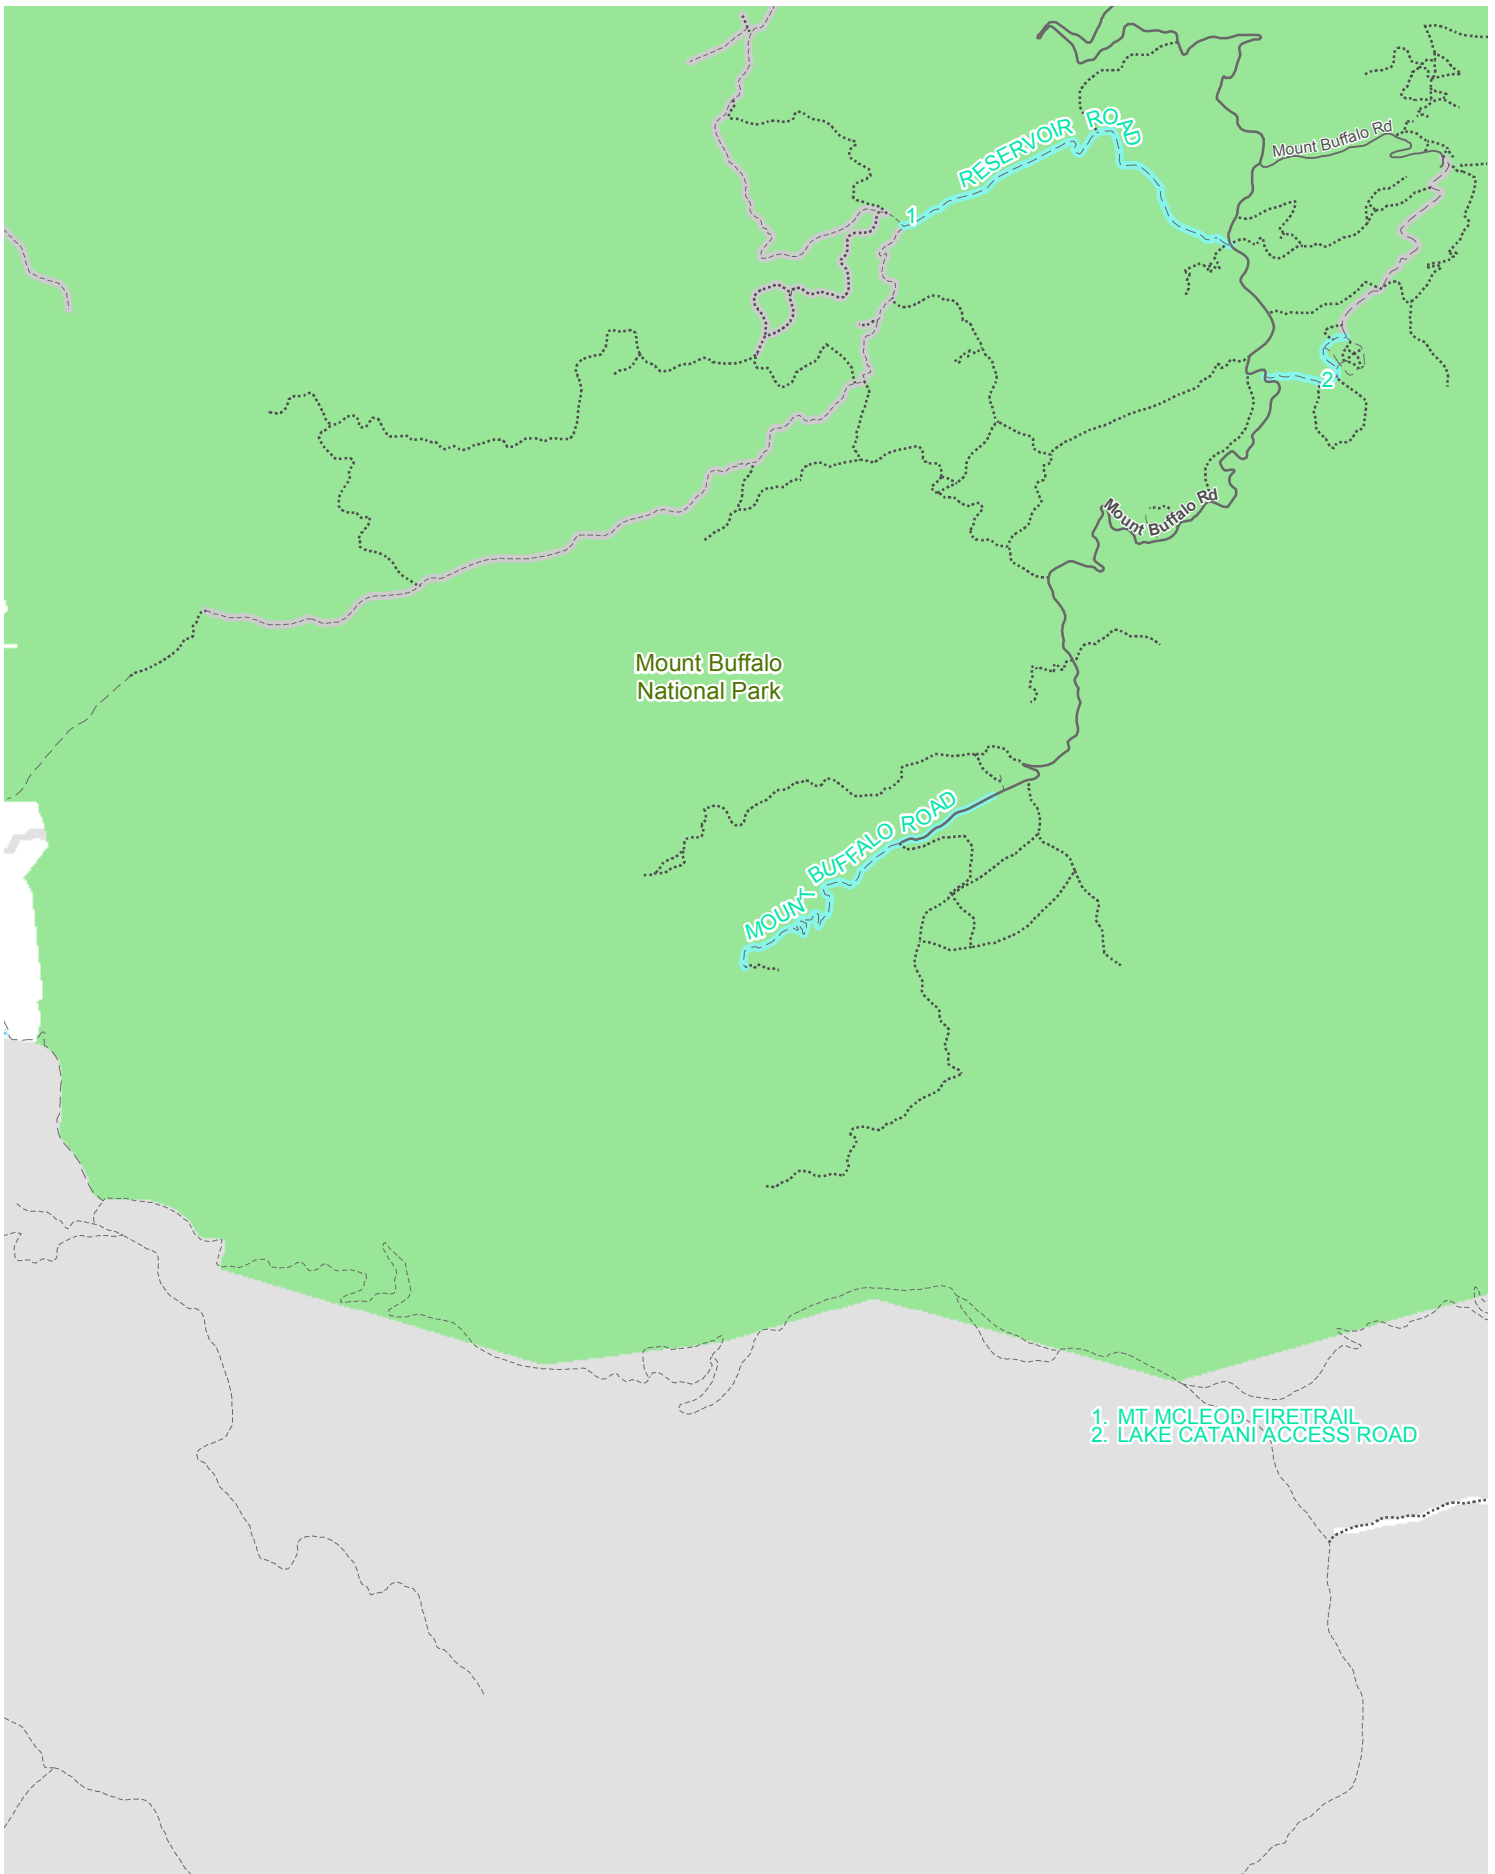 RESERVOIR ROAD
Mount Buffalo Rd
1
2
Mount Buffalo Rd
Mount Buffalo
National Park
MOUNT BUFFALO ROAD
1. MT MCLEOD FIRETRAIL
2. LAKE CATANI ACCESS ROAD